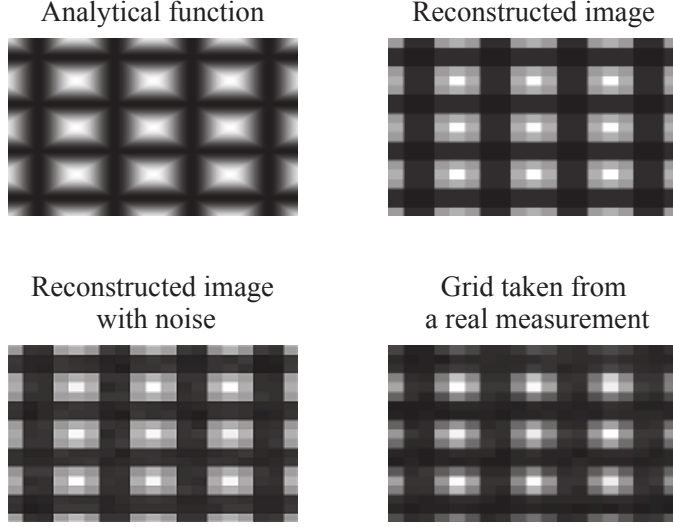 Analytical function
Reconstructed image
Reconstructed image
with noise
Grid taken from
a real measurement